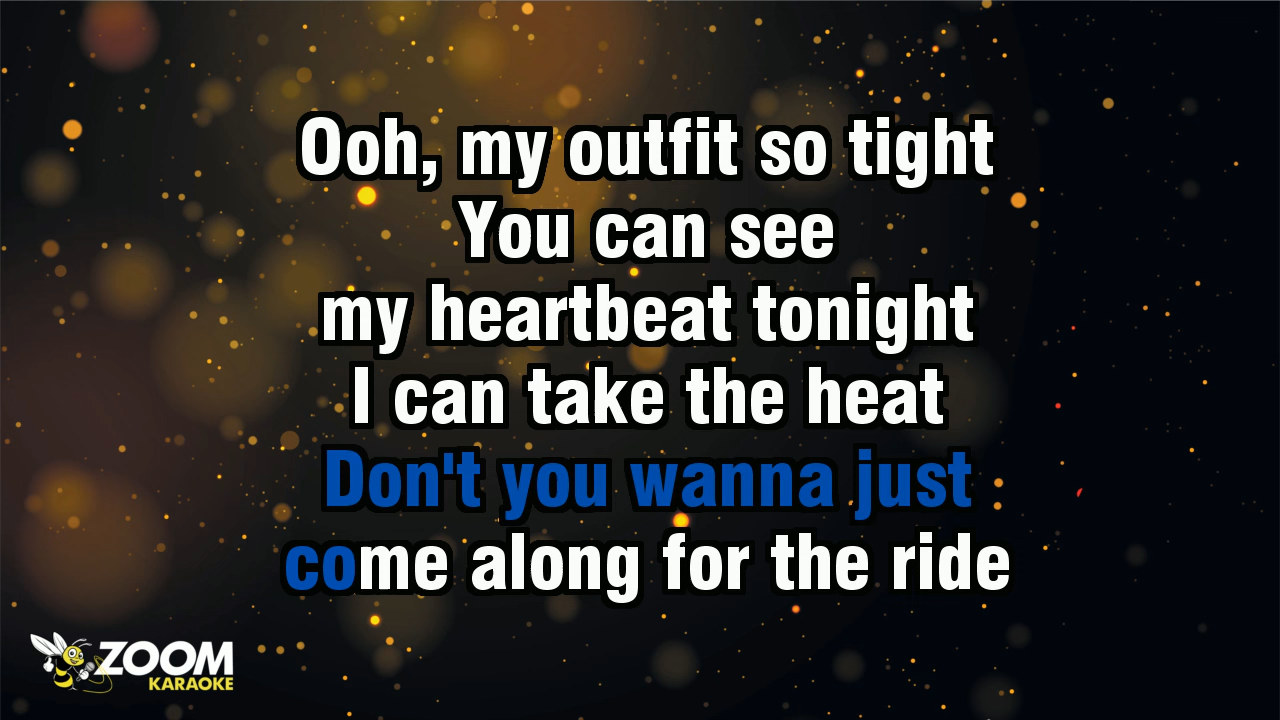 Ooh, my outfit so tight
You can see
my heartbeat tonight
I can take the heat
Don't you wanna just
come along for the ride
ZOOM
KARAOKE